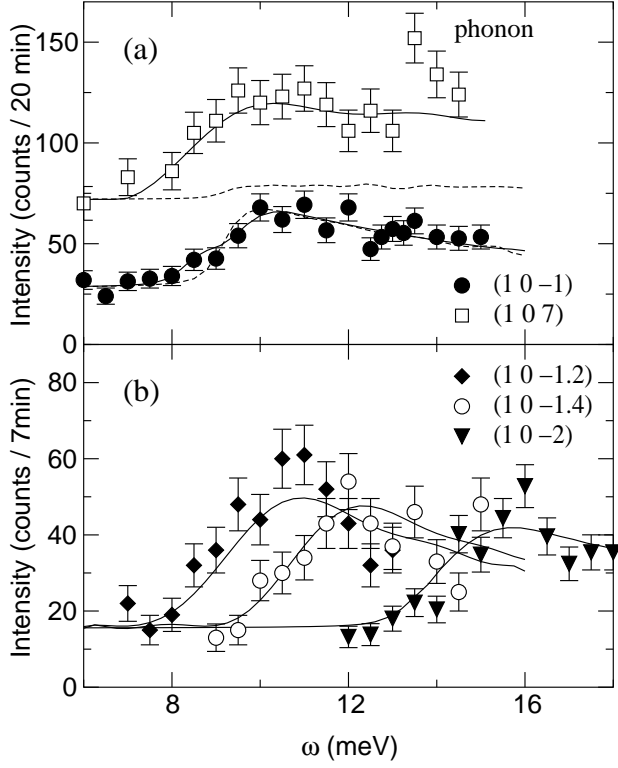 (a)
phonon
150
100
50
0
Intensity (counts / 20 min)
(1 0 −1)
(1 0 7)
(b)
(1 0 −1.2)
(1 0 −1.4)
(1 0 −2)
80
60
40
20
0
Intensity (counts / 7min)
8
12
16
ω (meV)